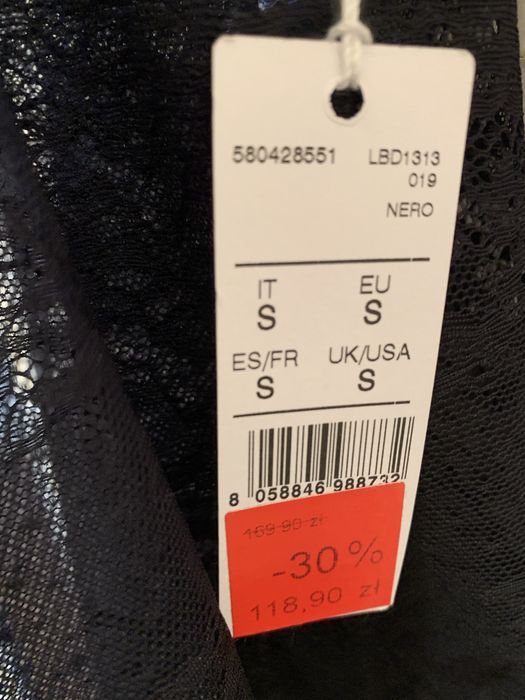 580428551 LBD1313
019
NERO
IT EU
S S
ES/FR UK/USA
S S
8 058846 988732
169.90 zł
-30%
118,90 zł